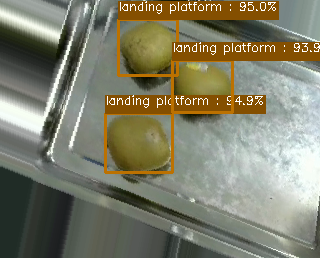 landing platform : 95.0%
landing platform : 93.9
landing platform : 94.9%